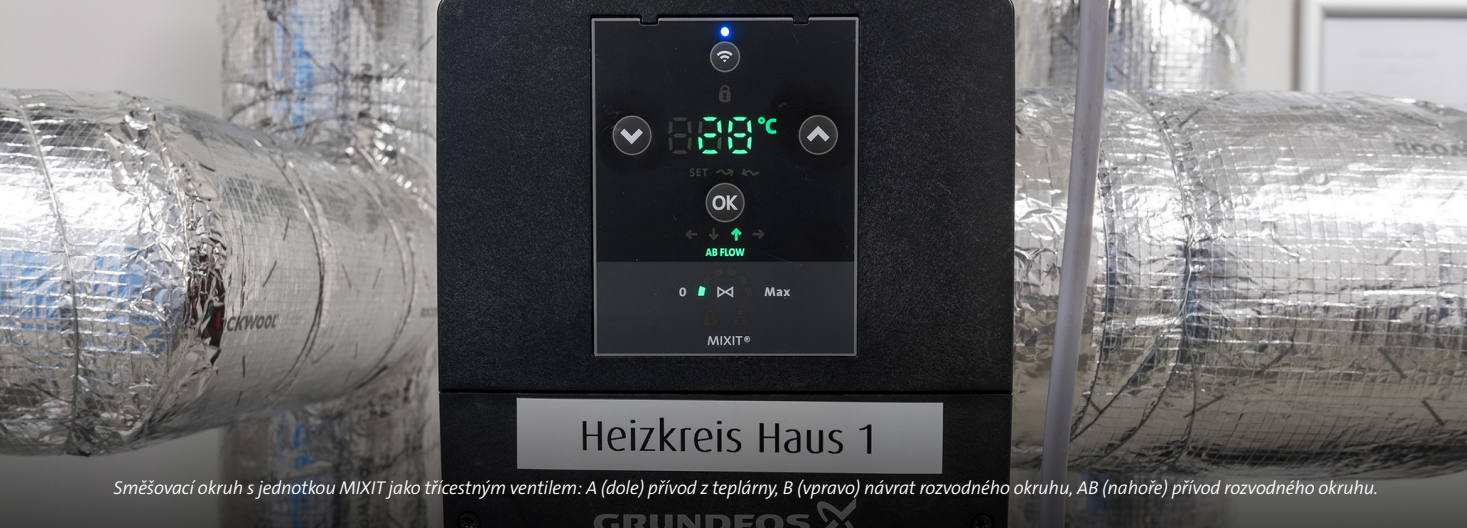 28 °C
SET
OK
AB FLOW
0 Max
MIXIT®
ROCKWOOL
Heizkreis Haus 1
Směšovací okruh s jednotkou MIXIT jako třícestným ventilem: A (dole) přívod z teplárny, B (vpravo) návrat rozvodného okruhu, AB (nahoře) přívod rozvodného okruhu.
GRUNDFOS